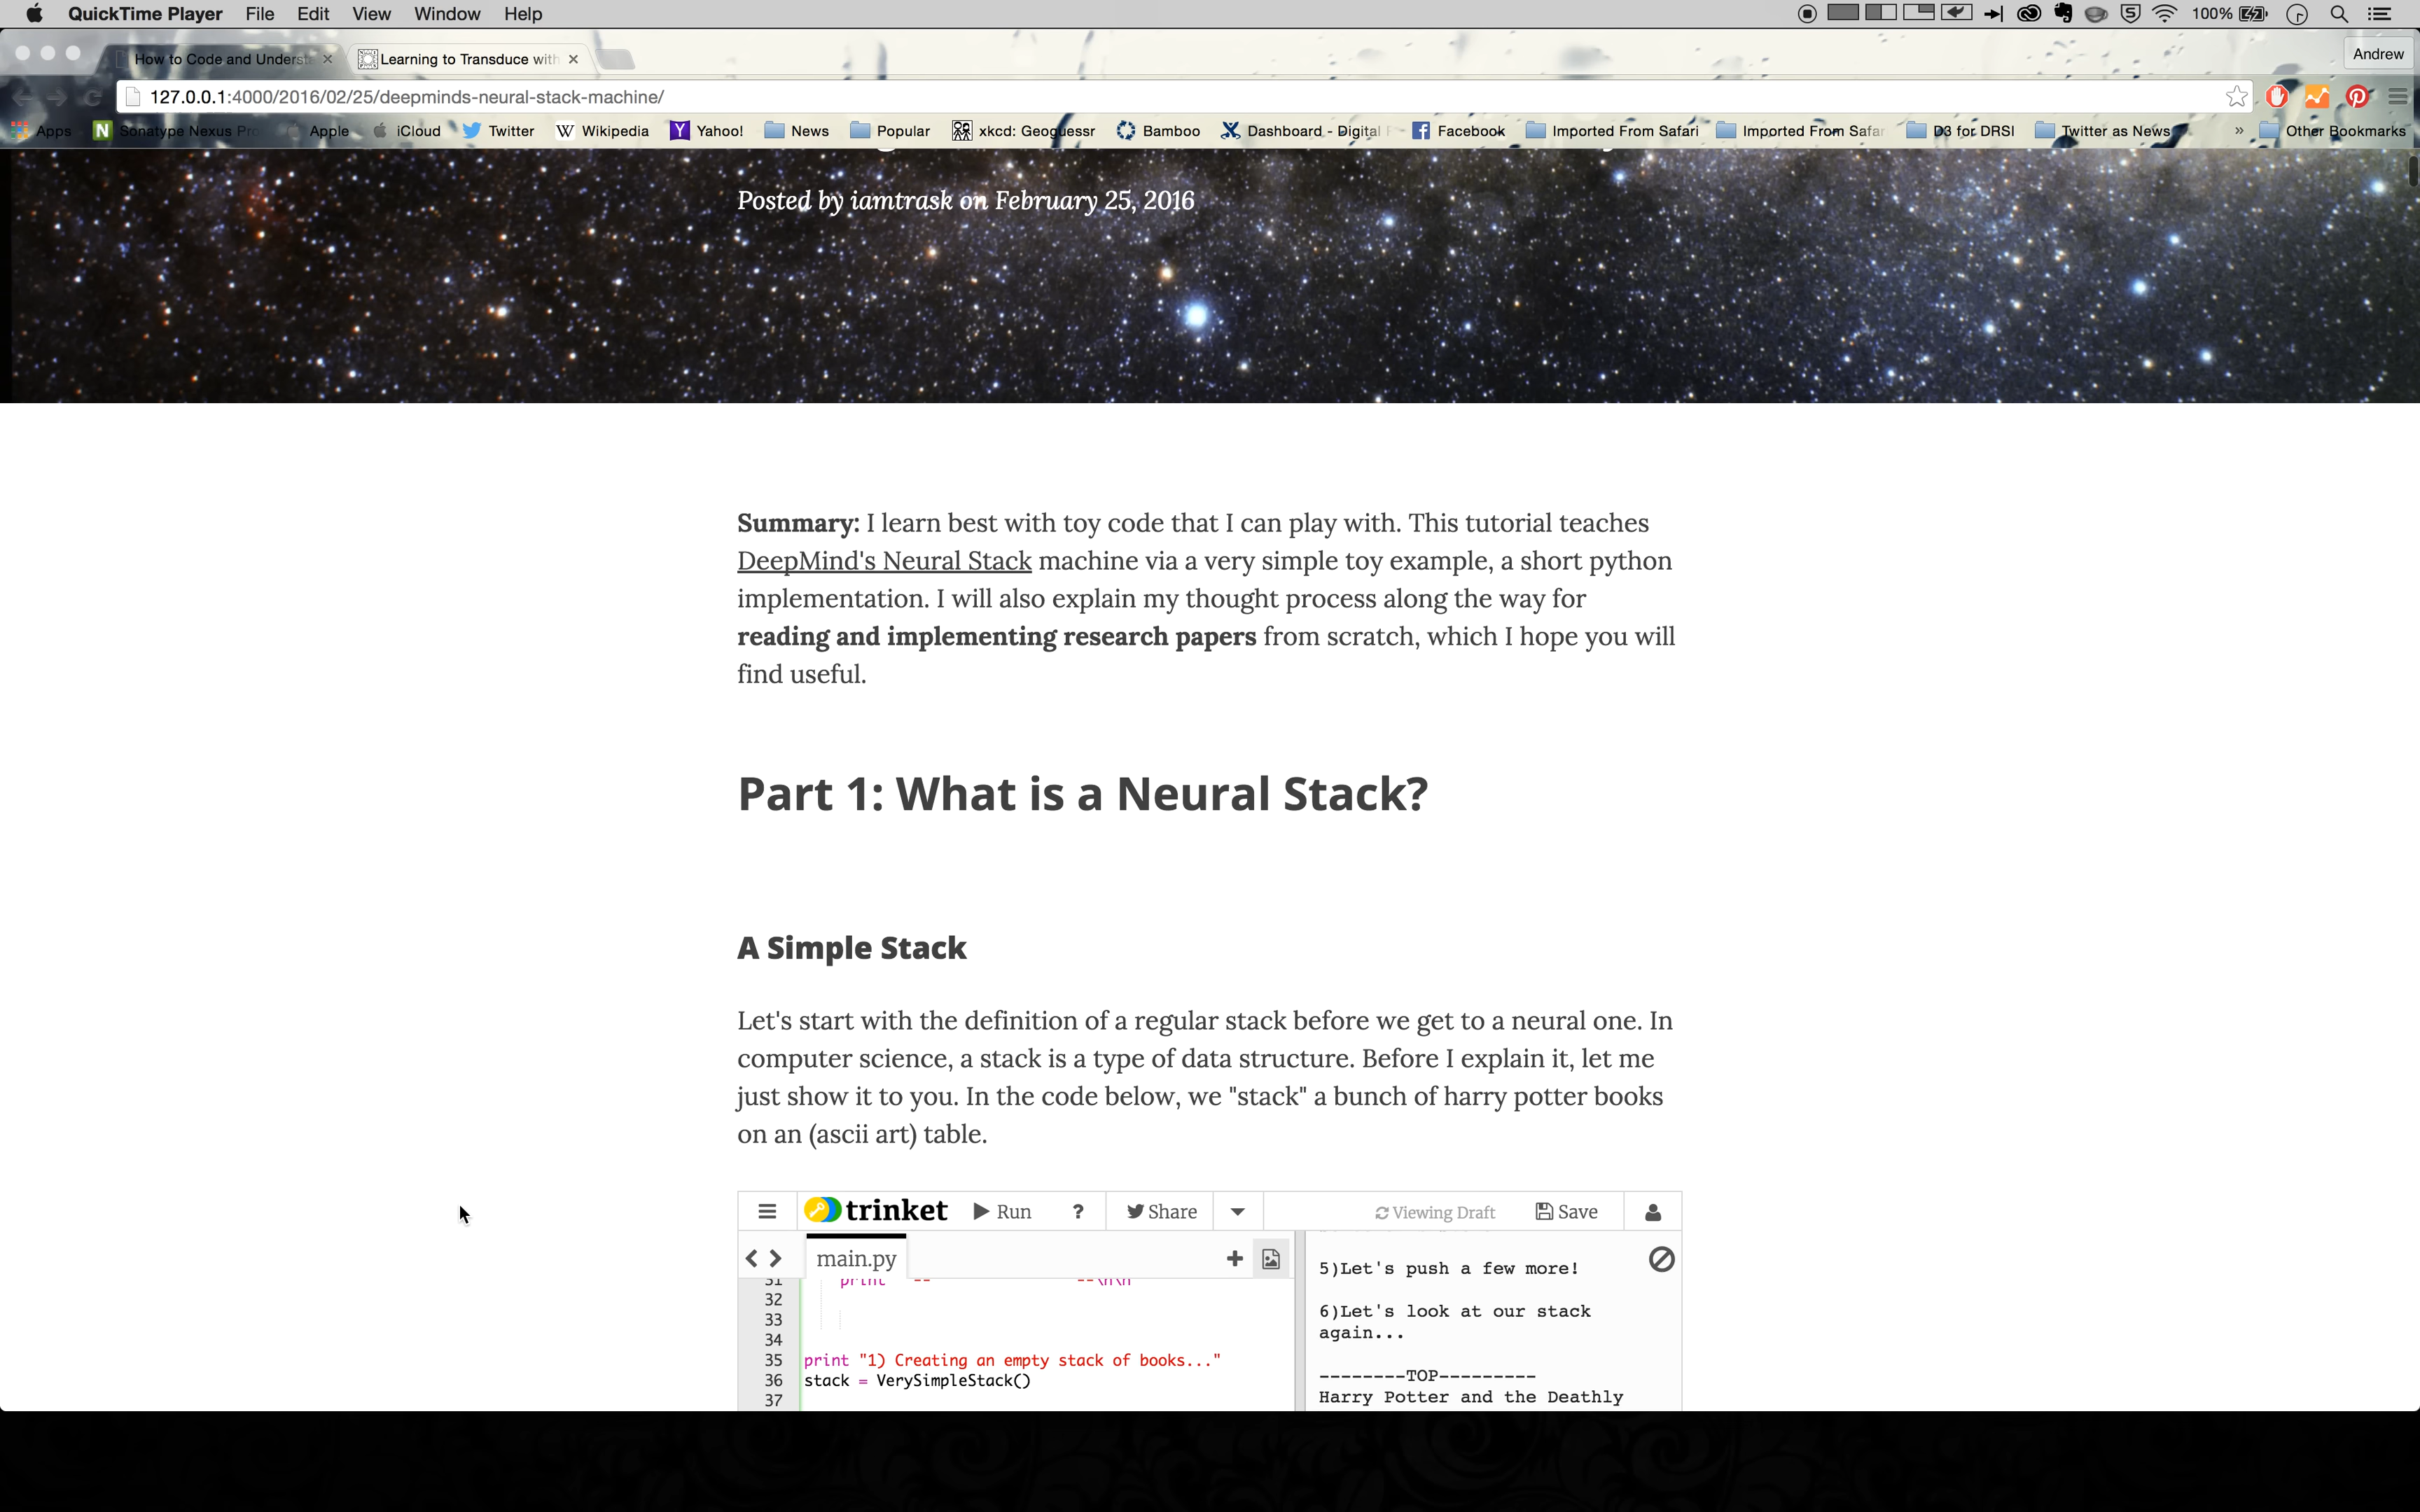 QuickTime Player File Edit View Window Help 100%
How to Code and Underst Learning to Transduce with Andrew
127.0.0.1:4000/2016/02/25/deepminds-neural-stack-machine/
Apps Sonatype Nexus Pro Apple iCloud Twitter Wikipedia Yahoo! News Popular xkcd: Geoguessr Bamboo Dashboard - Digital F Facebook Imported From Safari Imported From Safar D3 for DRSI Twitter as News » Other Bookmarks
Posted by iamtrask on February 25, 2016
Summary: I learn best with toy code that I can play with. This tutorial teaches
DeepMind's Neural Stack machine via a very simple toy example, a short python
implementation. I will also explain my thought process along the way for
reading and implementing research papers from scratch, which I hope you will
find useful.
Part 1: What is a Neural Stack?
A Simple Stack
Let's start with the definition of a regular stack before we get to a neural one. In
computer science, a stack is a type of data structure. Before I explain it, let me
just show it to you. In the code below, we "stack" a bunch of harry potter books
on an (ascii art) table.
trinket Run ? Share Viewing Draft Save
main.py
31 print "-- --\n\n
32
33
34
35 print "1) Creating an empty stack of books..."
36 stack = VerySimpleStack()
37
5)Let's push a few more!
6)Let's look at our stack
again...
--------TOP---------
Harry Potter and the Deathly